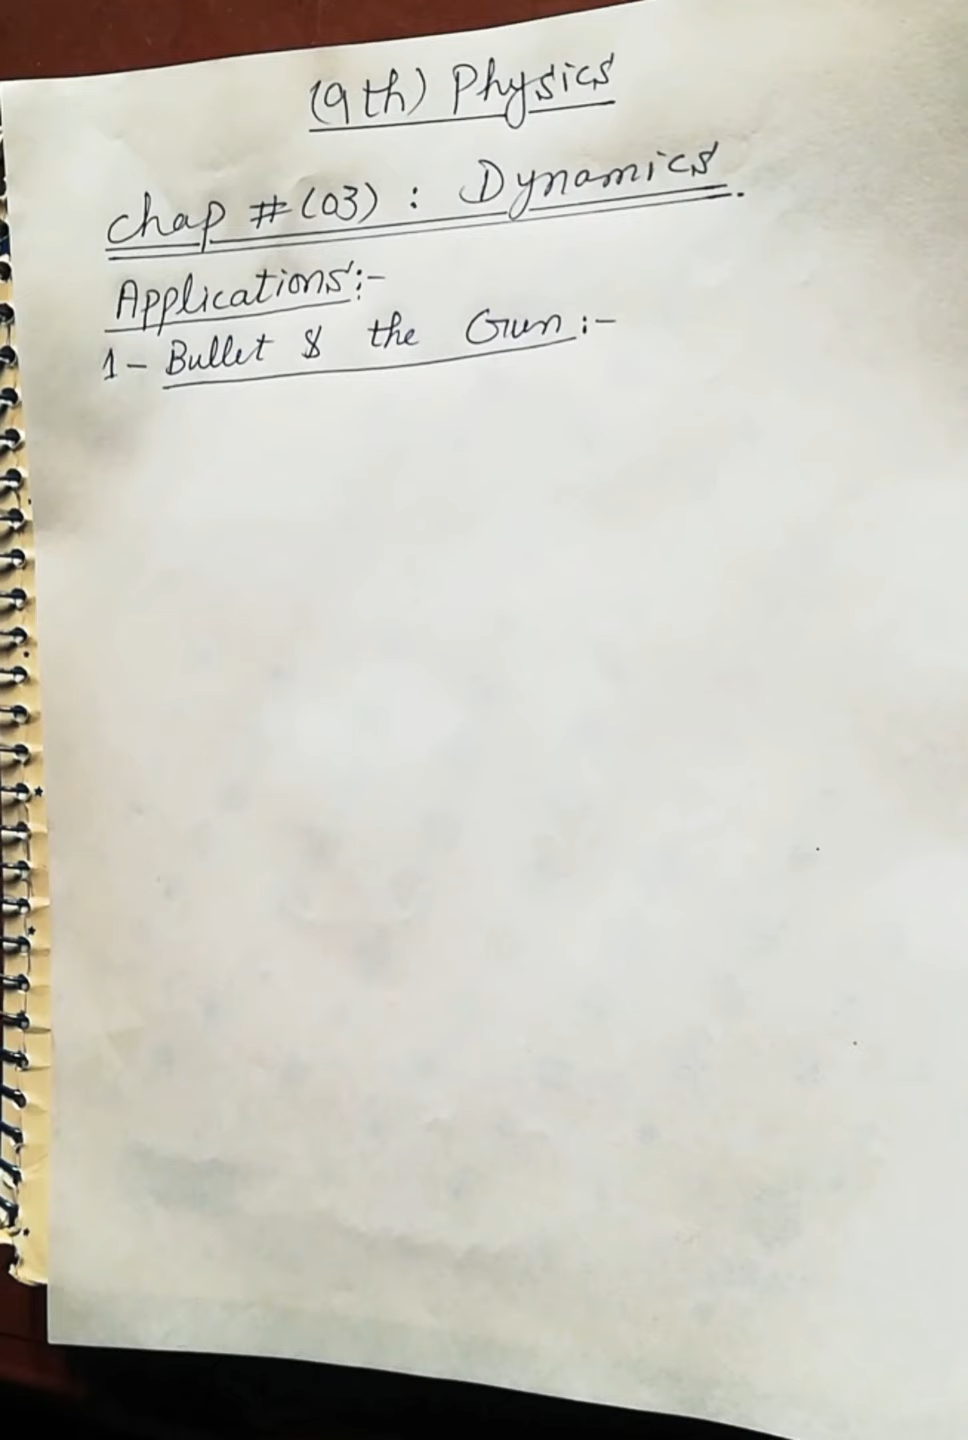 (9th) Physics
Chap # (03) : Dynamics.
Applications:-
1- Bullet & the Gun:-